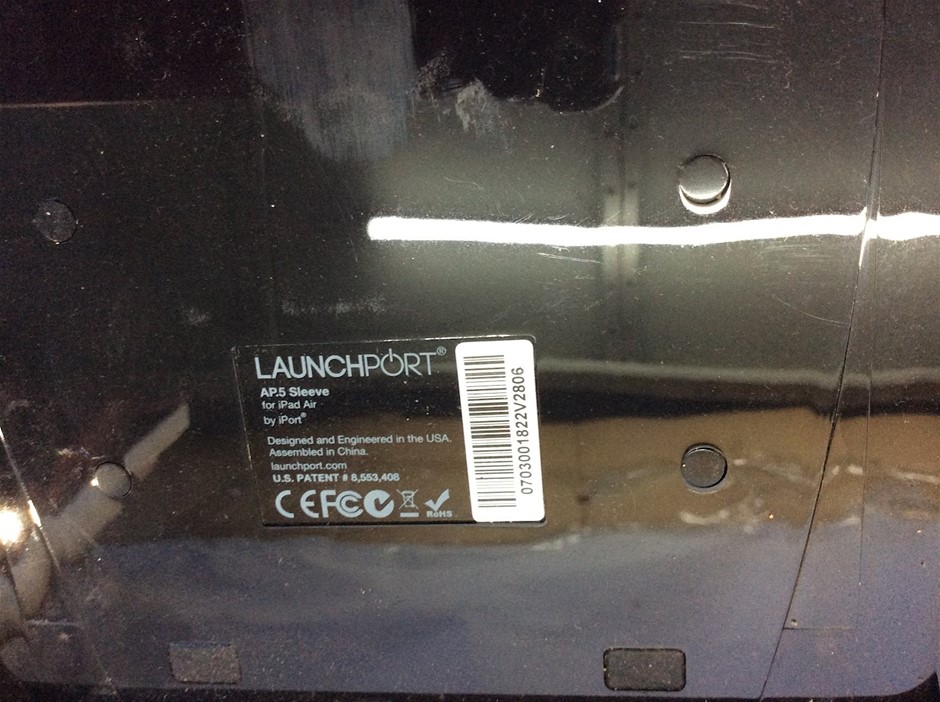 LAUNCHPORT®
AP.5 Sleeve
for iPad Air
by iPort®
Designed and Engineered in the USA.
Assembled in China.
launchport.com
U.S. PATENT # 8,553,408
CE FC
RoHS
0703001822V2806